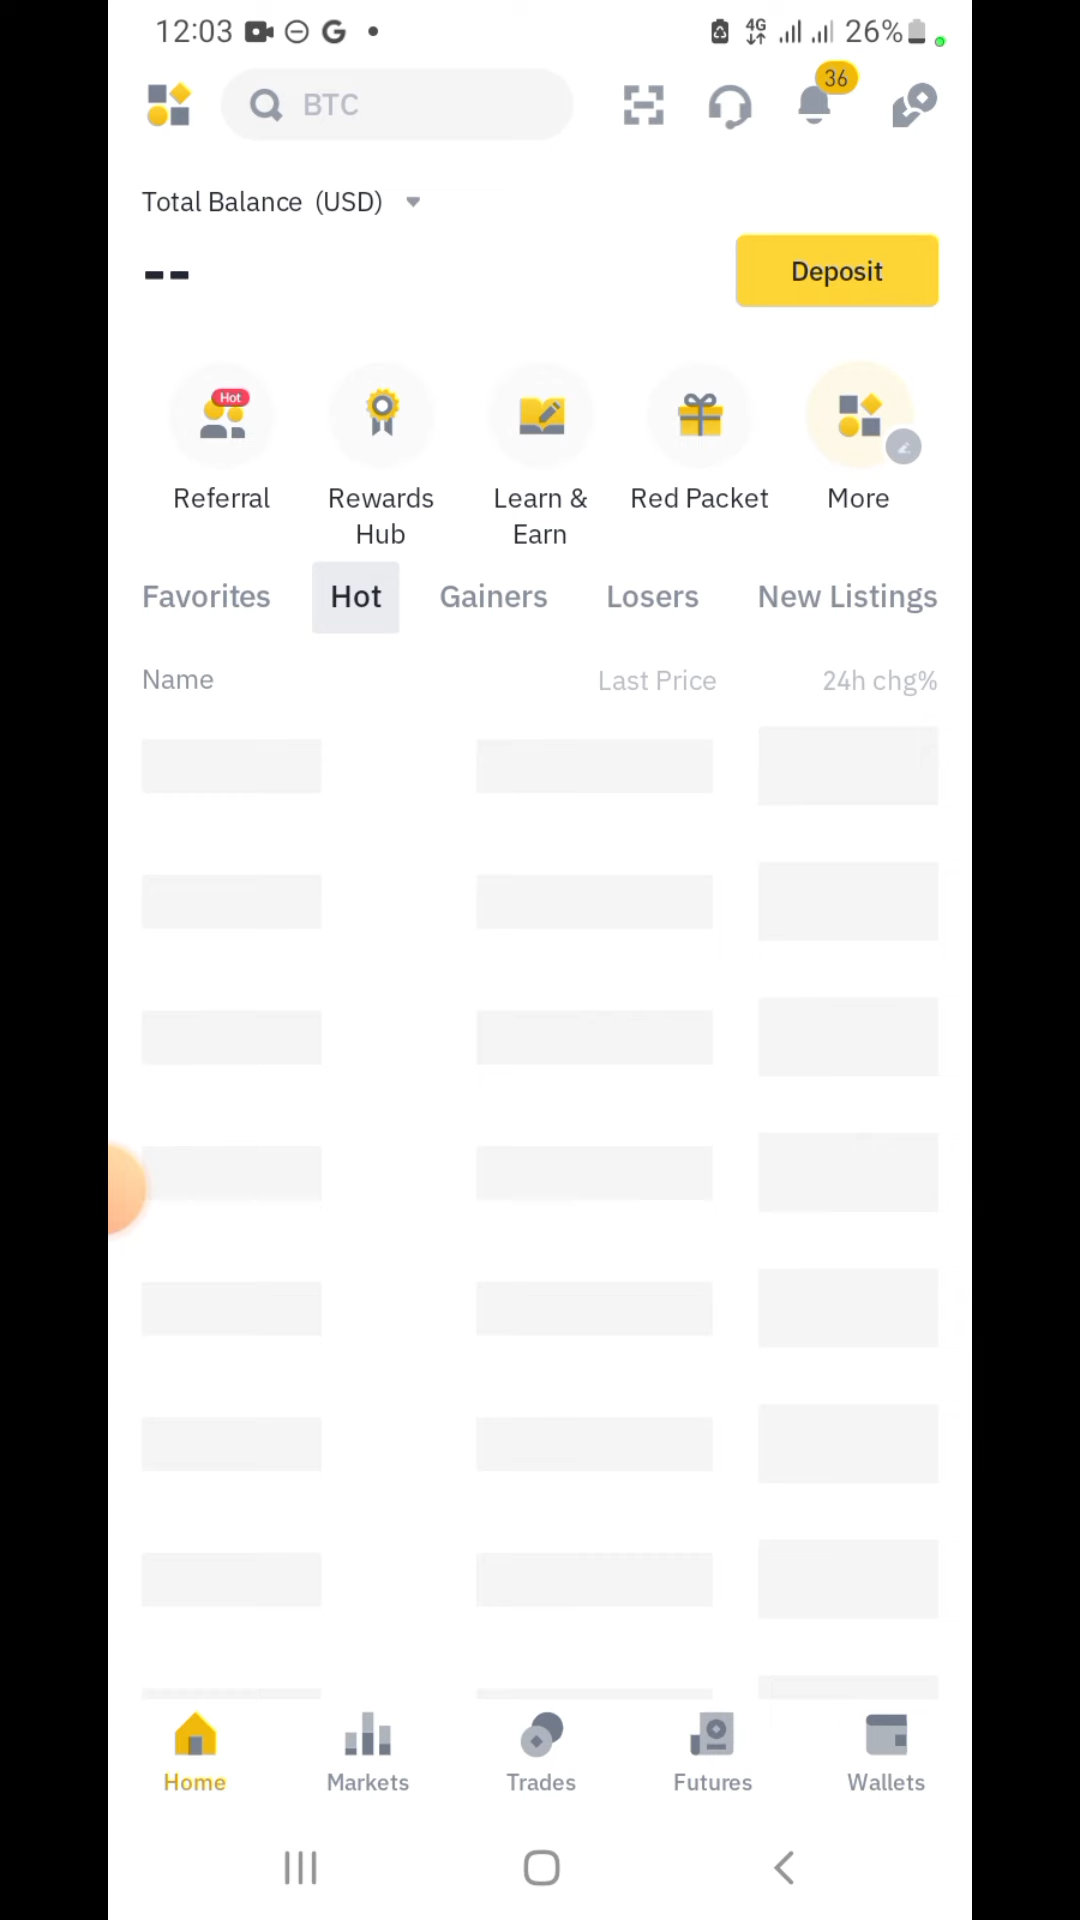 12:03 G 4G 26%
BTC 36
Total Balance (USD)
--
Deposit
Hot
Referral Rewards Hub Learn & Earn Red Packet More
Favorites Hot Gainers Losers New Listings
Name Last Price 24h chg%
Home Markets Trades Futures Wallets